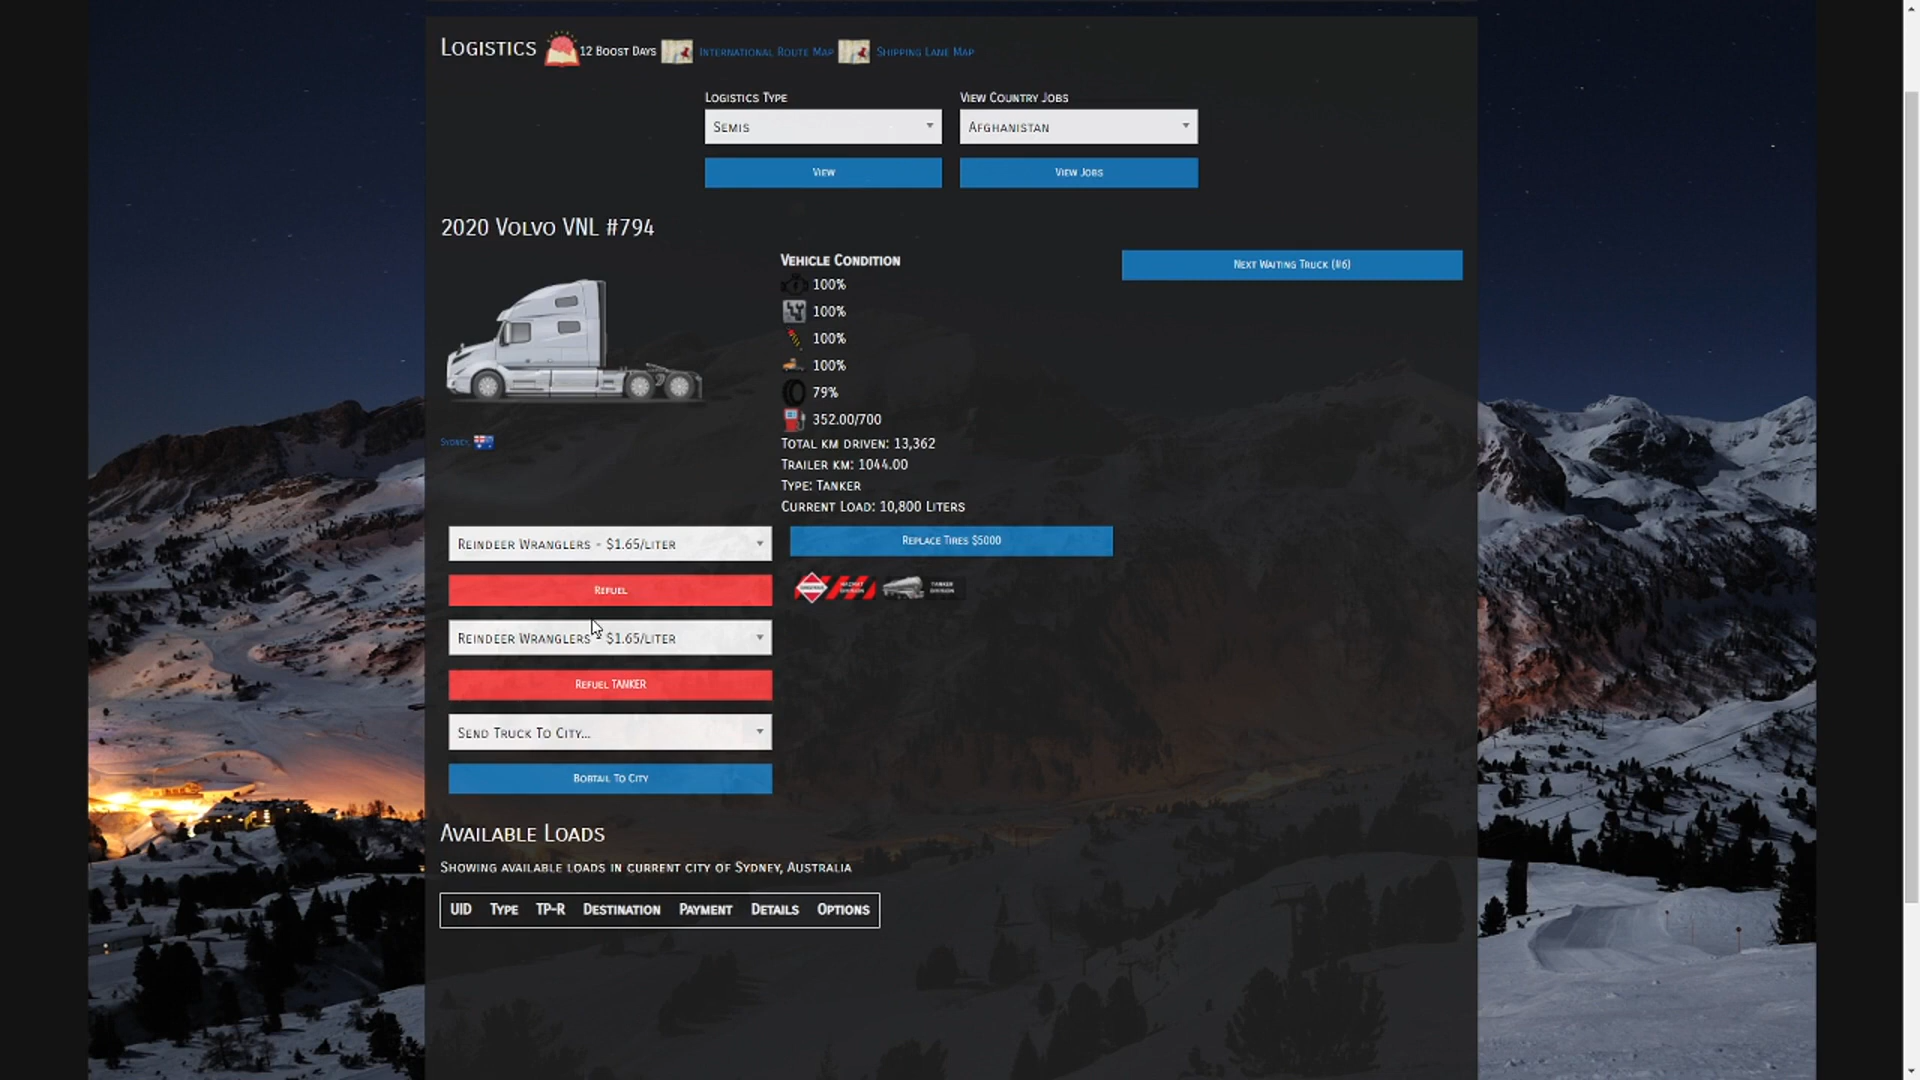 Logistics 12 Boost Days International Route Map Shipping Lane Map
Logistics Type View Country Jobs
Semis Afghanistan
View View Jobs
2020 Volvo VNL #794
Vehicle Condition
Next Waiting Truck (#6)
100%
100%
100%
100%
79%
352.00/700
Sydney,
Total km driven: 13,362
Trailer km: 1044.00
Type: Tanker
Current Load: 10,800 Liters
Reindeer Wranglers - $1.65/liter
Replace Tires $5000
Refuel
Hazmat Division Tanker Division
Reindeer Wranglers - $1.65/liter
Refuel TANKER
Send Truck To City...
Bobtail To City
Available Loads
Showing available loads in current city of Sydney, Australia
UID Type TP-R Destination Payment Details Options